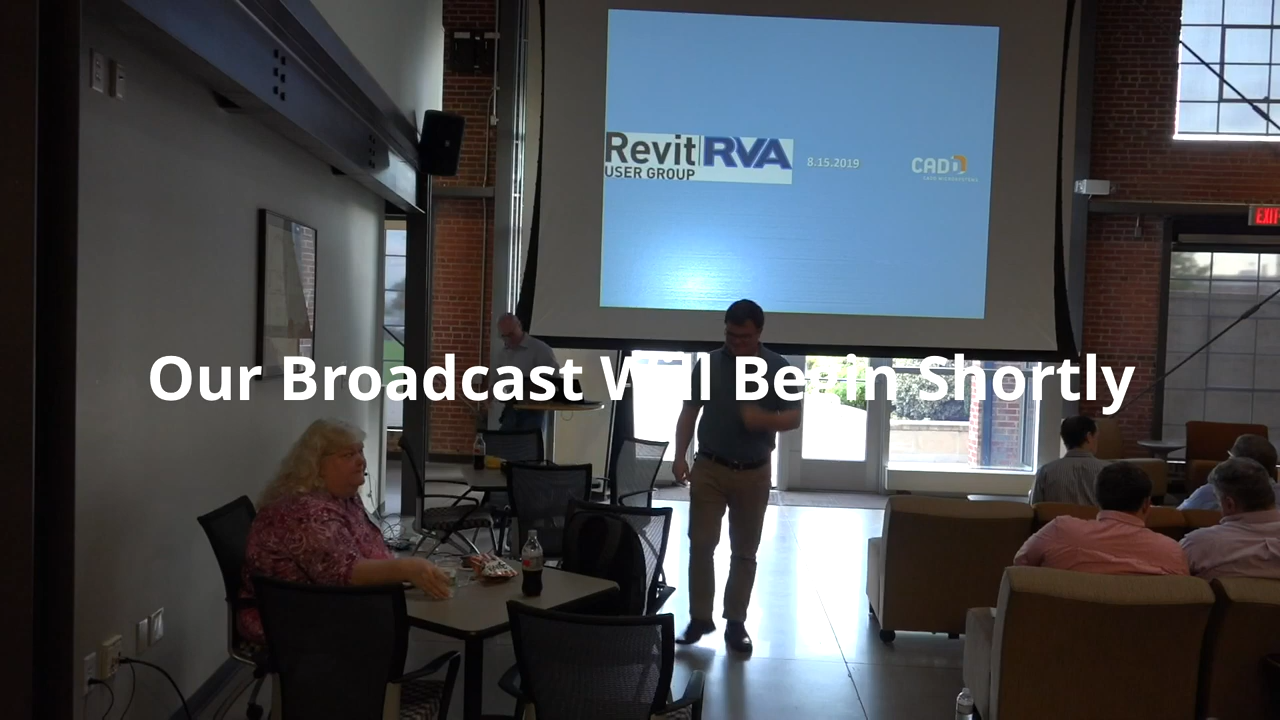 Revit RVA
USER GROUP
8.15.2019
CAD
Our Broadcast Will Begin Shortly
EXIT